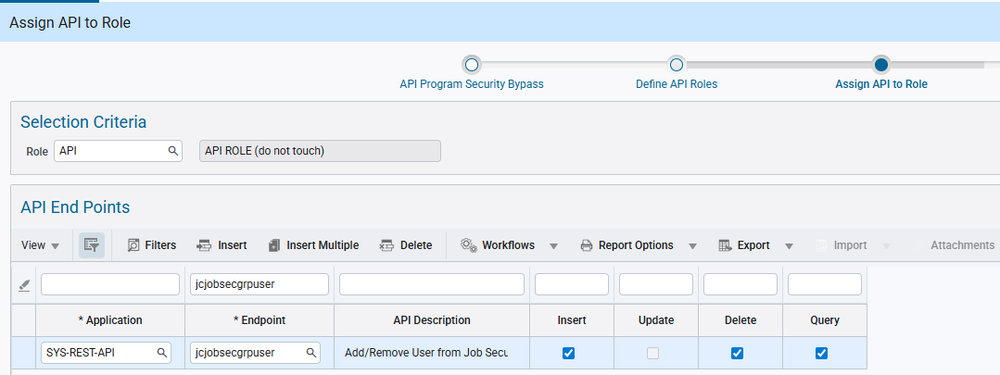 Assign API to Role
API Program Security Bypass Define API Roles Assign API to Role
Selection Criteria
Role API API ROLE (do not touch)
API End Points
View Filters Insert Insert Multiple Delete Workflows Report Options Export Import Attachments
jcjobsecgrpuser
* Application * Endpoint API Description Insert Update Delete Query
SYS-REST-API jcjobsecgrpuser Add/Remove User from Job Secu